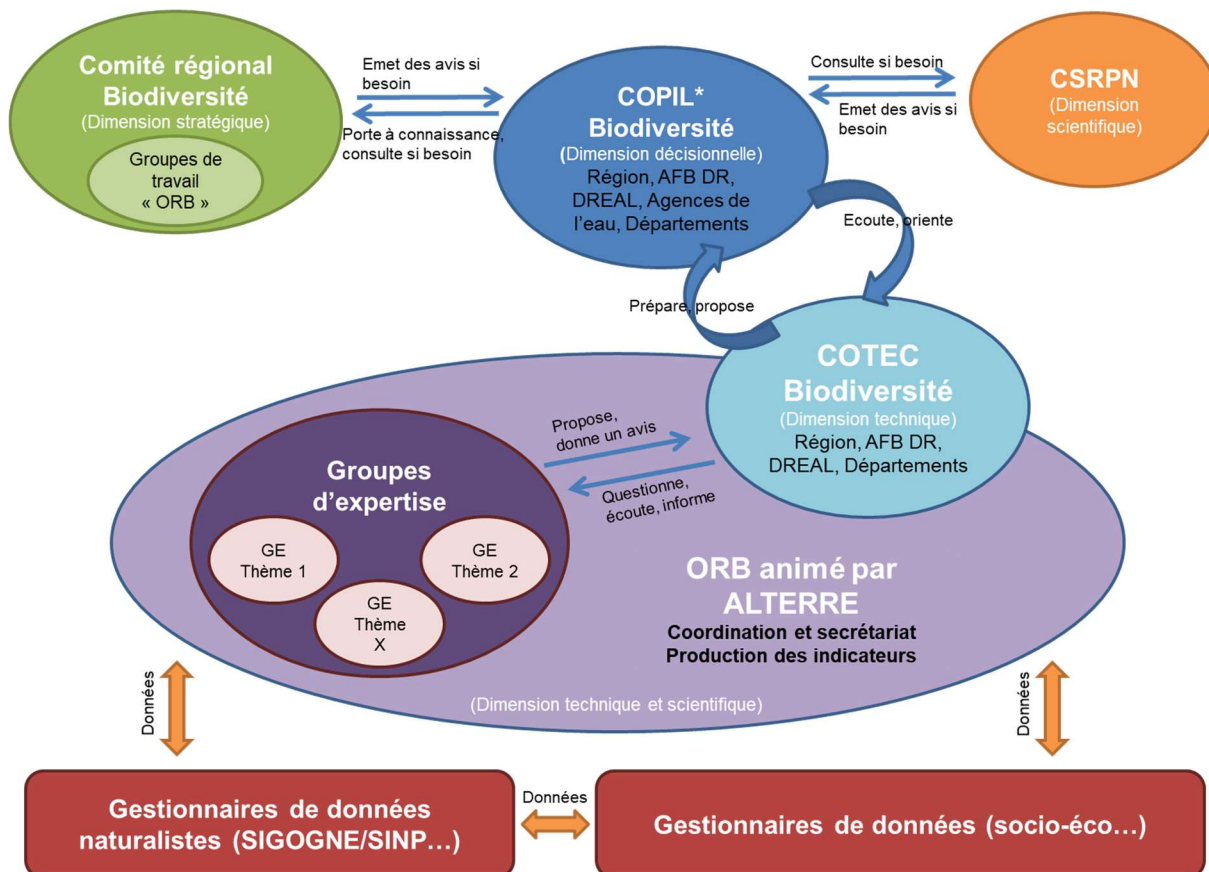 Comité régional
Biodiversité
(Dimension stratégique)
Groupes de
travail
« ORB »
Emet des avis si
besoin
Porte à connaissance,
consulte si besoin
COPIL*
Biodiversité
(Dimension décisionnelle)
Région, AFB DR,
DREAL, Agences de
l’eau, Départements
Consulte si besoin
Emet des avis si
besoin
CSRPN
(Dimension
scientifique)
Ecoute, oriente
Prépare, propose
COTEC
Biodiversité
(Dimension technique)
Région, AFB DR,
DREAL, Départements
Propose,
donne un avis
Questionne,
écoute, informe
Groupes
d’expertise
GE
Thème 1
GE
Thème 2
GE
Thème
X
ORB animé par
ALTERRE
Coordination et secrétariat
Production des indicateurs
(Dimension technique et scientifique)
Données
Données
Gestionnaires de données
naturalistes (SIGOGNE/SINP…)
Données
Gestionnaires de données (socio-éco…)